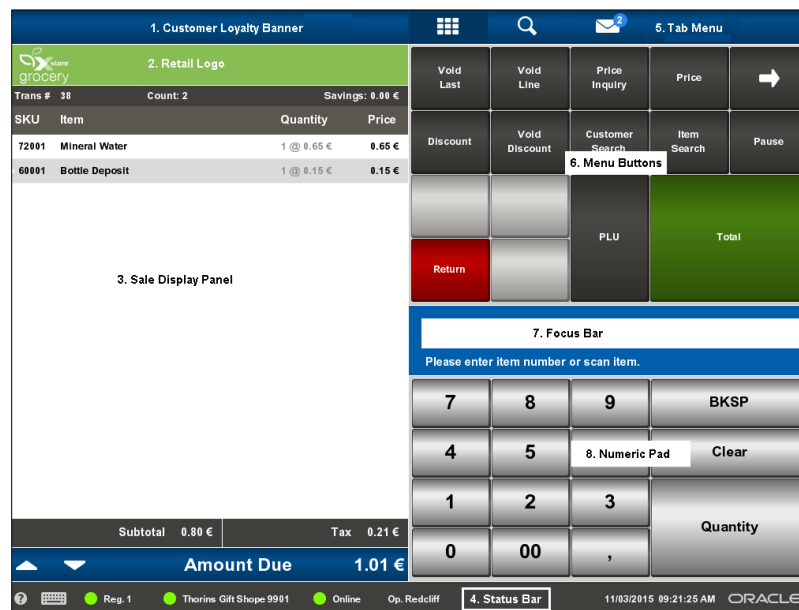 1. Customer Loyalty Banner
2
5. Tab Menu
Xstore
grocery
2. Retail Logo
Trans # 38 Count: 2 Savings: 0.00 €
SKU Item Quantity Price
72001 Mineral Water 1 @ 0.65 € 0.65 €
60001 Bottle Deposit 1 @ 0.15 € 0.15 €
3. Sale Display Panel
Subtotal 0.80 € Tax 0.21 €
Amount Due 1.01 €
Void
Last
Void
Line
Price
Inquiry
Price
Discount
Void
Discount
Customer
Search
Item
Search
Pause
6. Menu Buttons
PLU
Total
Return
7. Focus Bar
Please enter item number or scan item.
7 8 9 BKSP
4 5 8. Numeric Pad Clear
1 2 3
Quantity
0 00 ,
? Reg. 1 Thorins Gift Shope 9901 Online Op. Redcliff 4. Status Bar 11/03/2015 09:21:25 AM ORACLE